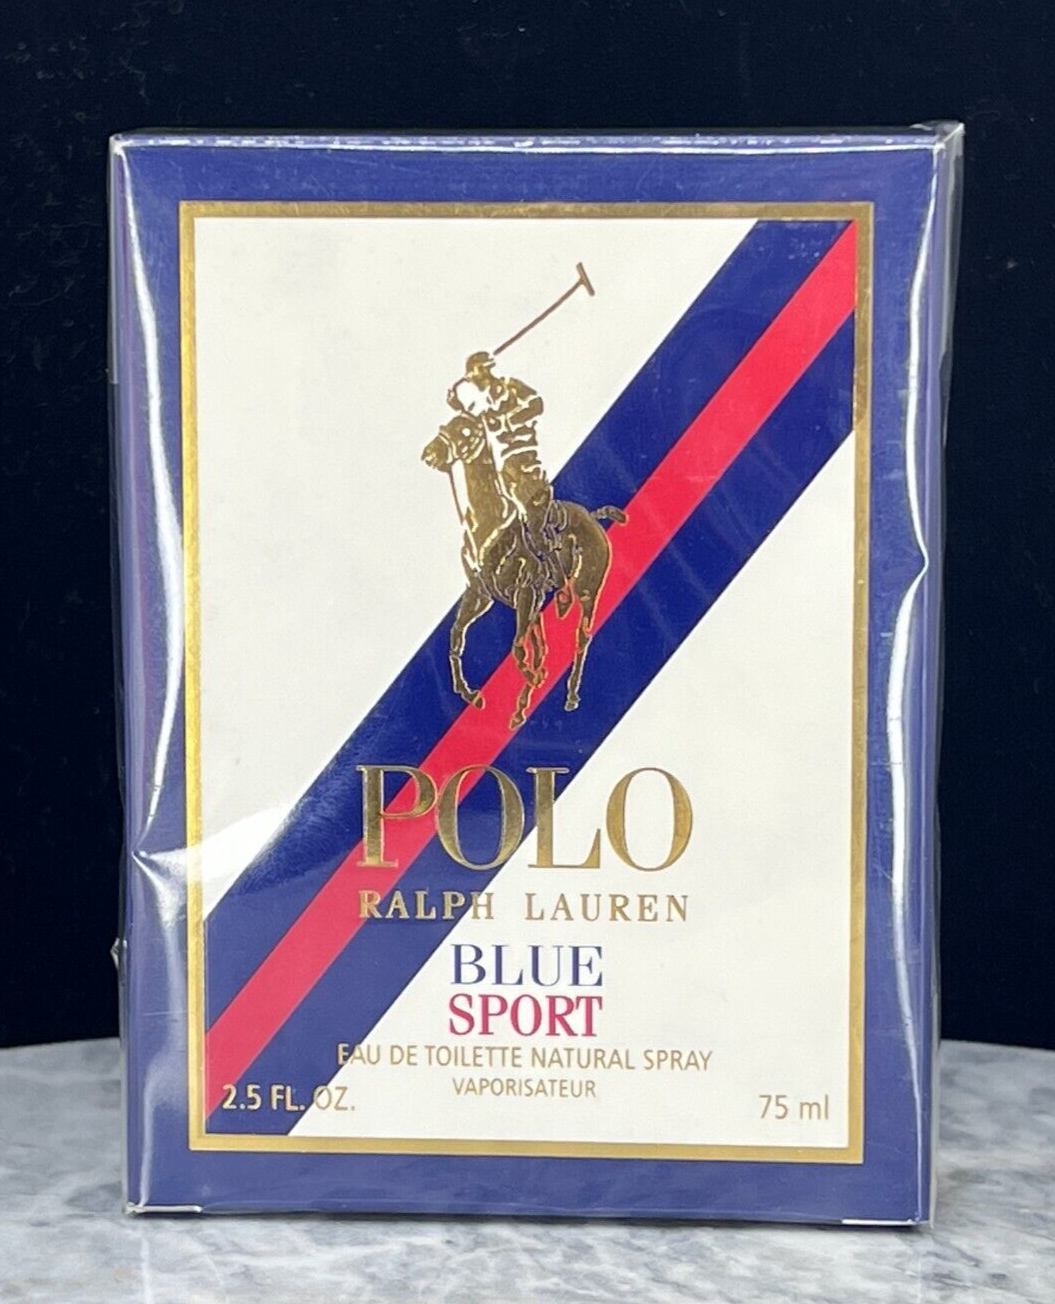 POLO
RALPH LAUREN
BLUE
SPORT
EAU DE TOILETTE NATURAL SPRAY
VAPORISATEUR
2.5 FL. OZ. 75 ml